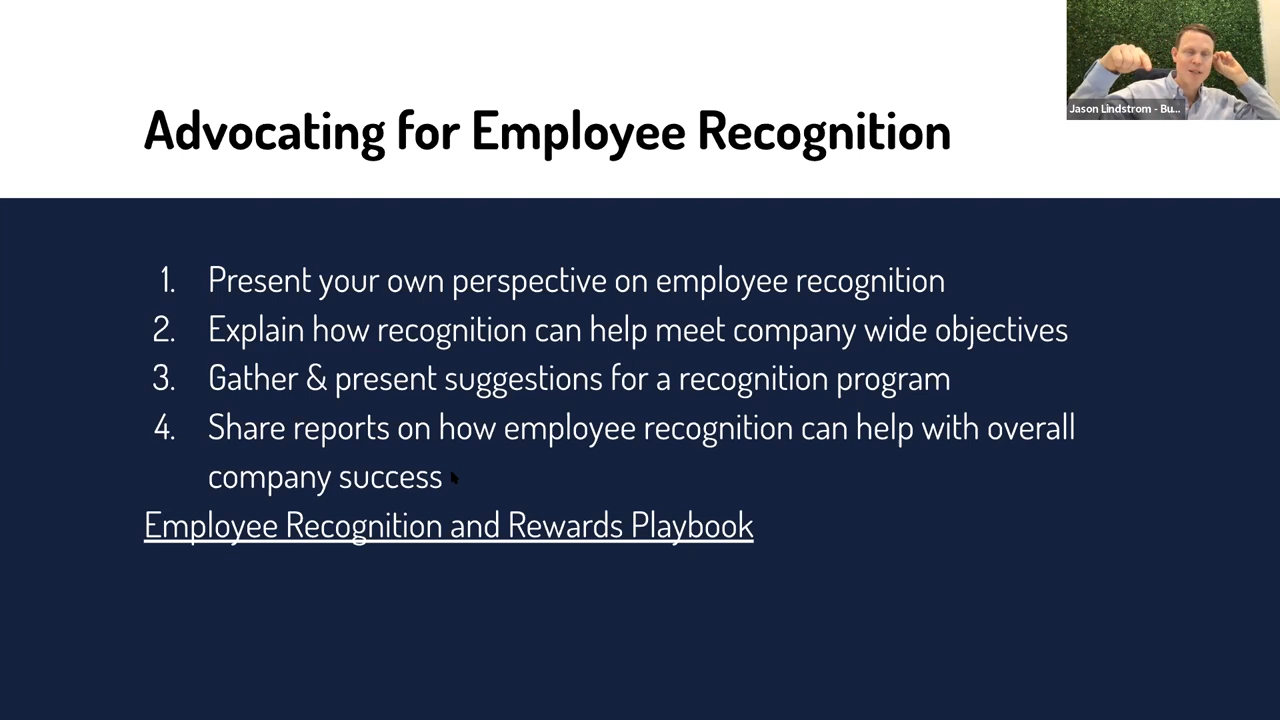 Advocating for Employee Recognition
Jason Lindstrom - Bu...
1. Present your own perspective on employee recognition
2. Explain how recognition can help meet company wide objectives
3. Gather & present suggestions for a recognition program
4. Share reports on how employee recognition can help with overall
company success
Employee Recognition and Rewards Playbook